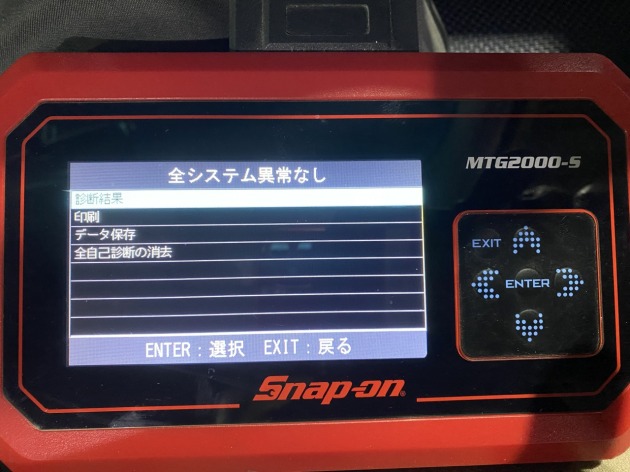 全システム異常なし
診断結果
印刷
データ保存
全自己診断の消去
ENTER：選択 EXIT：戻る
MTG2000-S
EXIT
ENTER
Snap-on